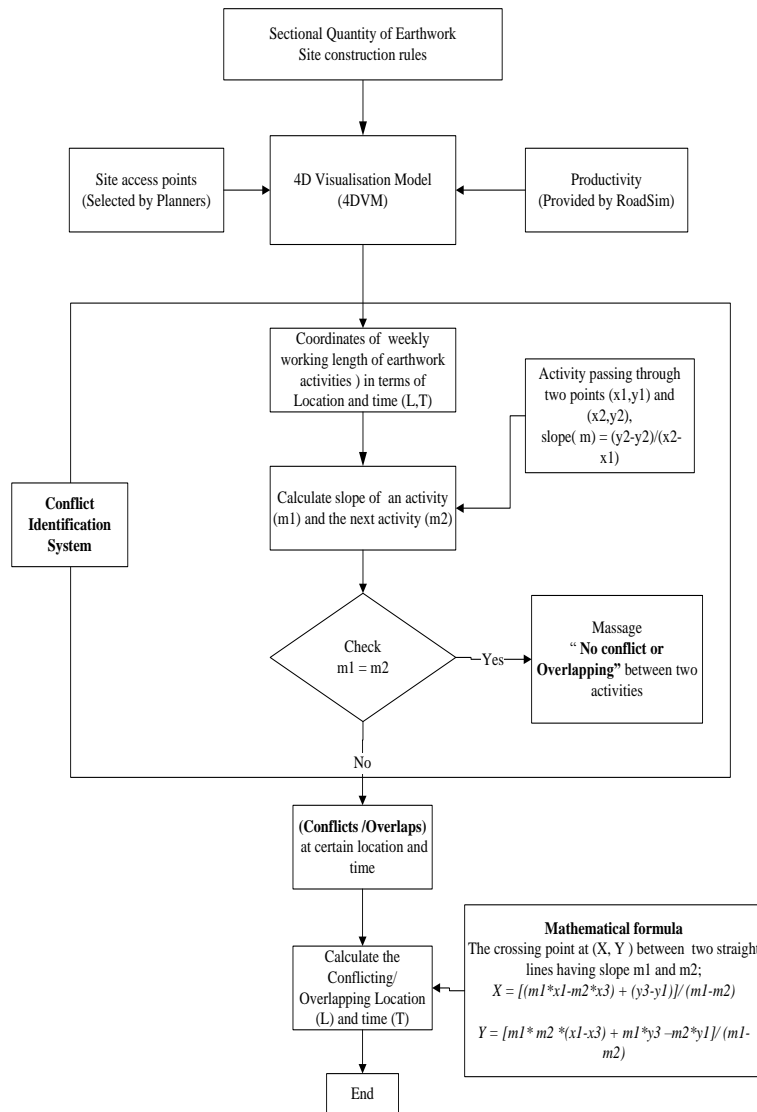 Sectional Quantity of Earthwork
Site construction rules
Site access points
(Selected by Planners)
4D Visualisation Model
(4DVM)
Productivity
(Provided by RoadSim)
Coordinates of weekly
working length of earthwork
activities ) in terms of
Location and time (L,T)
Activity passing through
two points (x1,y1) and
(x2,y2),
slope( m) = (y2-y2)/(x2-
x1)
Conflict
Identification
System
Calculate slope of an activity
(m1) and the next activity (m2)
Check
m1 = m2
Yes
Massage
“ No conflict or
Overlapping” between two
activities
No
(Conflicts /Overlaps)
at certain location and
time
Calculate the
Conflicting/
Overlapping Location
(L) and time (T)
Mathematical formula
The crossing point at (X, Y ) between two straight
lines having slope m1 and m2;
X = [(m1*x1-m2*x3) + (y3-y1)]/ (m1-m2)
Y = [m1* m2 *(x1-x3) + m1*y3 –m2*y1]/ (m1-
m2)
End